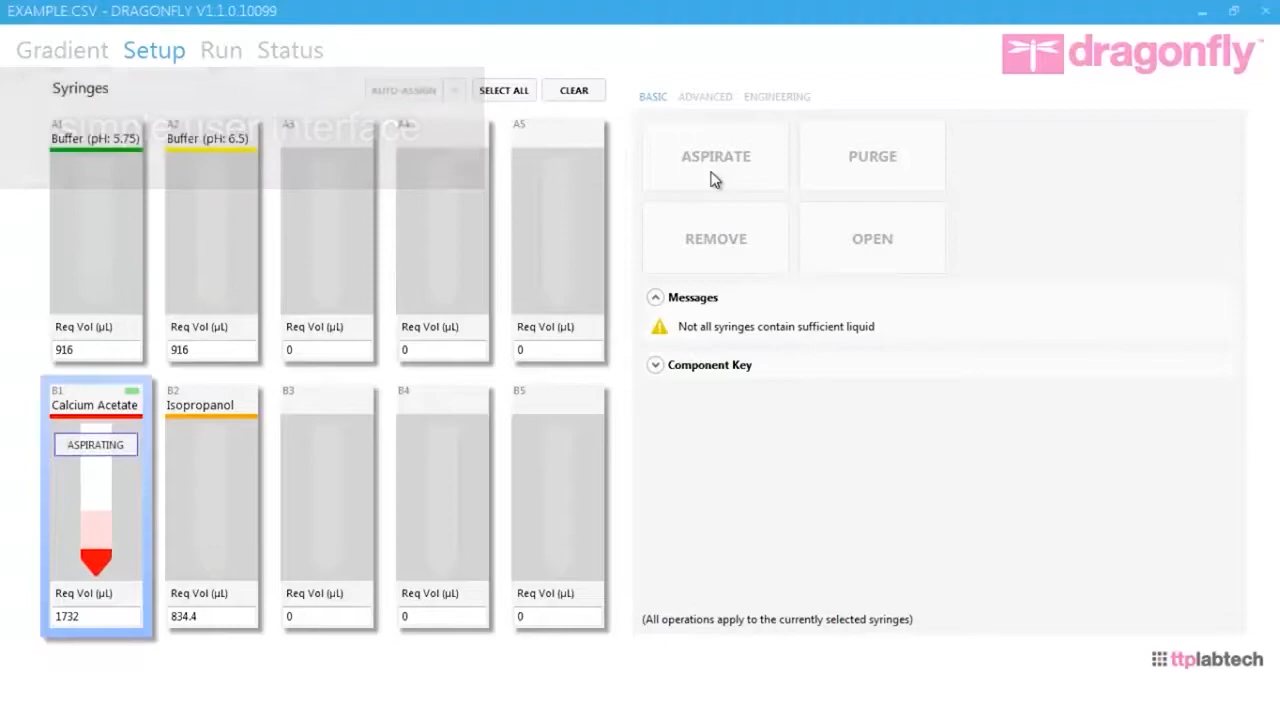 EXAMPLE.CSV - DRAGONFLY V1.1.0.10099
Gradient Setup Run Status
dragonfly™
Syringes
AUTO-ASSIGN SELECT ALL CLEAR
BASIC ADVANCED ENGINEERING
simple user interface
A1 A2 A3 A4 A5
Buffer (pH: 5.75) Buffer (pH: 6.5)
ASPIRATE PURGE
REMOVE OPEN
Messages
Not all syringes contain sufficient liquid
Component Key
Req Vol (µL) Req Vol (µL) Req Vol (µL) Req Vol (µL) Req Vol (µL)
916 916 0 0 0
B1 B2 B3 B4 B5
Calcium Acetate Isopropanol
ASPIRATING
Req Vol (µL) Req Vol (µL) Req Vol (µL) Req Vol (µL) Req Vol (µL)
1732 834.4 0 0 0
(All operations apply to the currently selected syringes)
ttplabtech